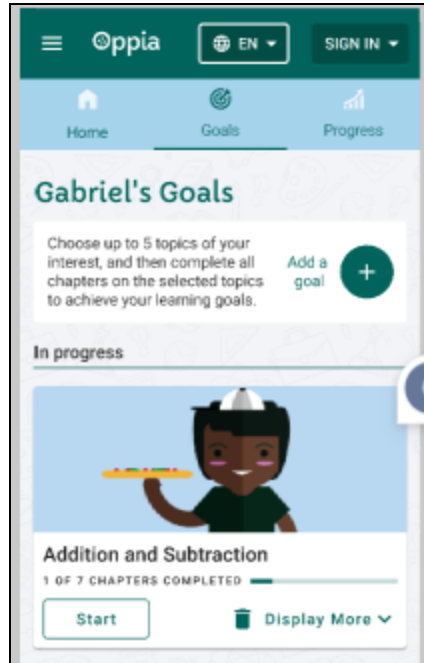 Oppia
EN
SIGN IN
Home
Goals
Progress
Gabriel's Goals
Choose up to 5 topics of your
interest, and then complete all
chapters on the selected topics
to achieve your learning goals.
Add a
goal
+
In progress
Addition and Subtraction
1 OF 7 CHAPTERS COMPLETED
Start
Display More